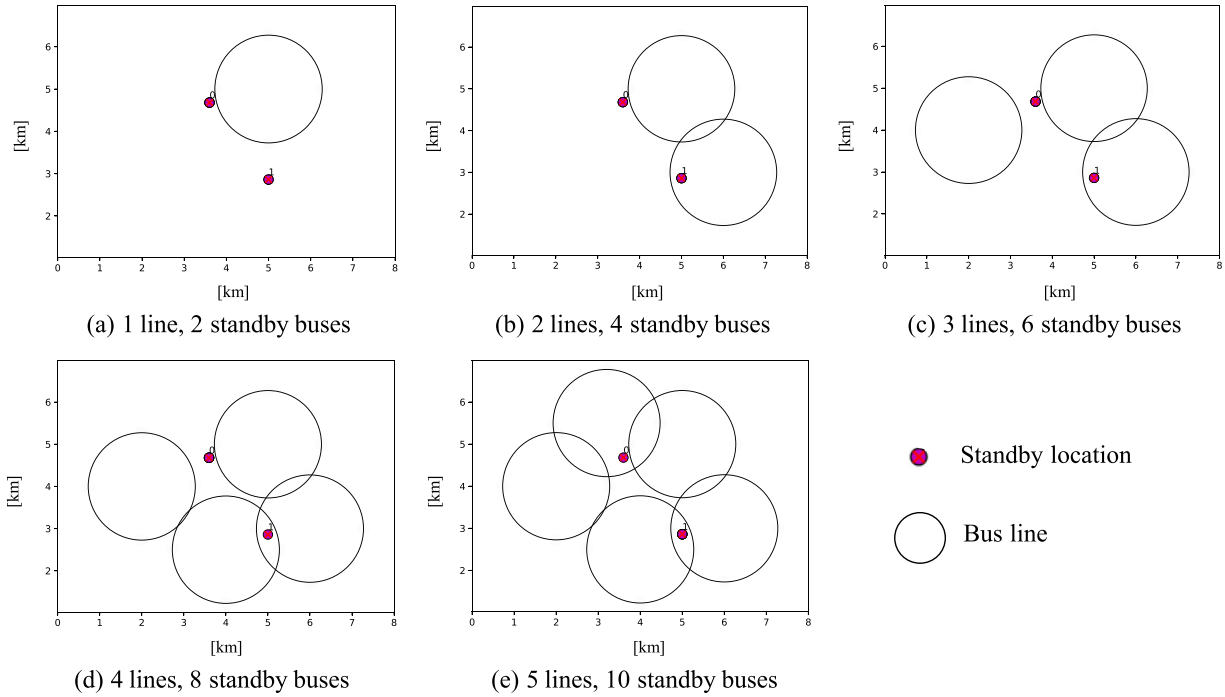 6
5
4
3
2
0
1
0 1 2 3 4 5 6 7 8
[km]
[km]
(a) 1 line, 2 standby buses
6
5
4
3
2
0
1
0 1 2 3 4 5 6 7 8
[km]
[km]
(b) 2 lines, 4 standby buses
6
5
4
3
2
0
1
0 1 2 3 4 5 6 7 8
[km]
[km]
(c) 3 lines, 6 standby buses
6
5
4
3
2
0
1
0 1 2 3 4 5 6 7 8
[km]
[km]
(d) 4 lines, 8 standby buses
6
5
4
3
2
0
1
0 1 2 3 4 5 6 7 8
[km]
[km]
(e) 5 lines, 10 standby buses
Standby location
Bus line